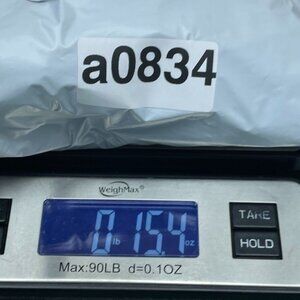 a0834
WeighMax
0 lb 15.4 oz
TARE
HOLD
Max:90LB d=0.1OZ